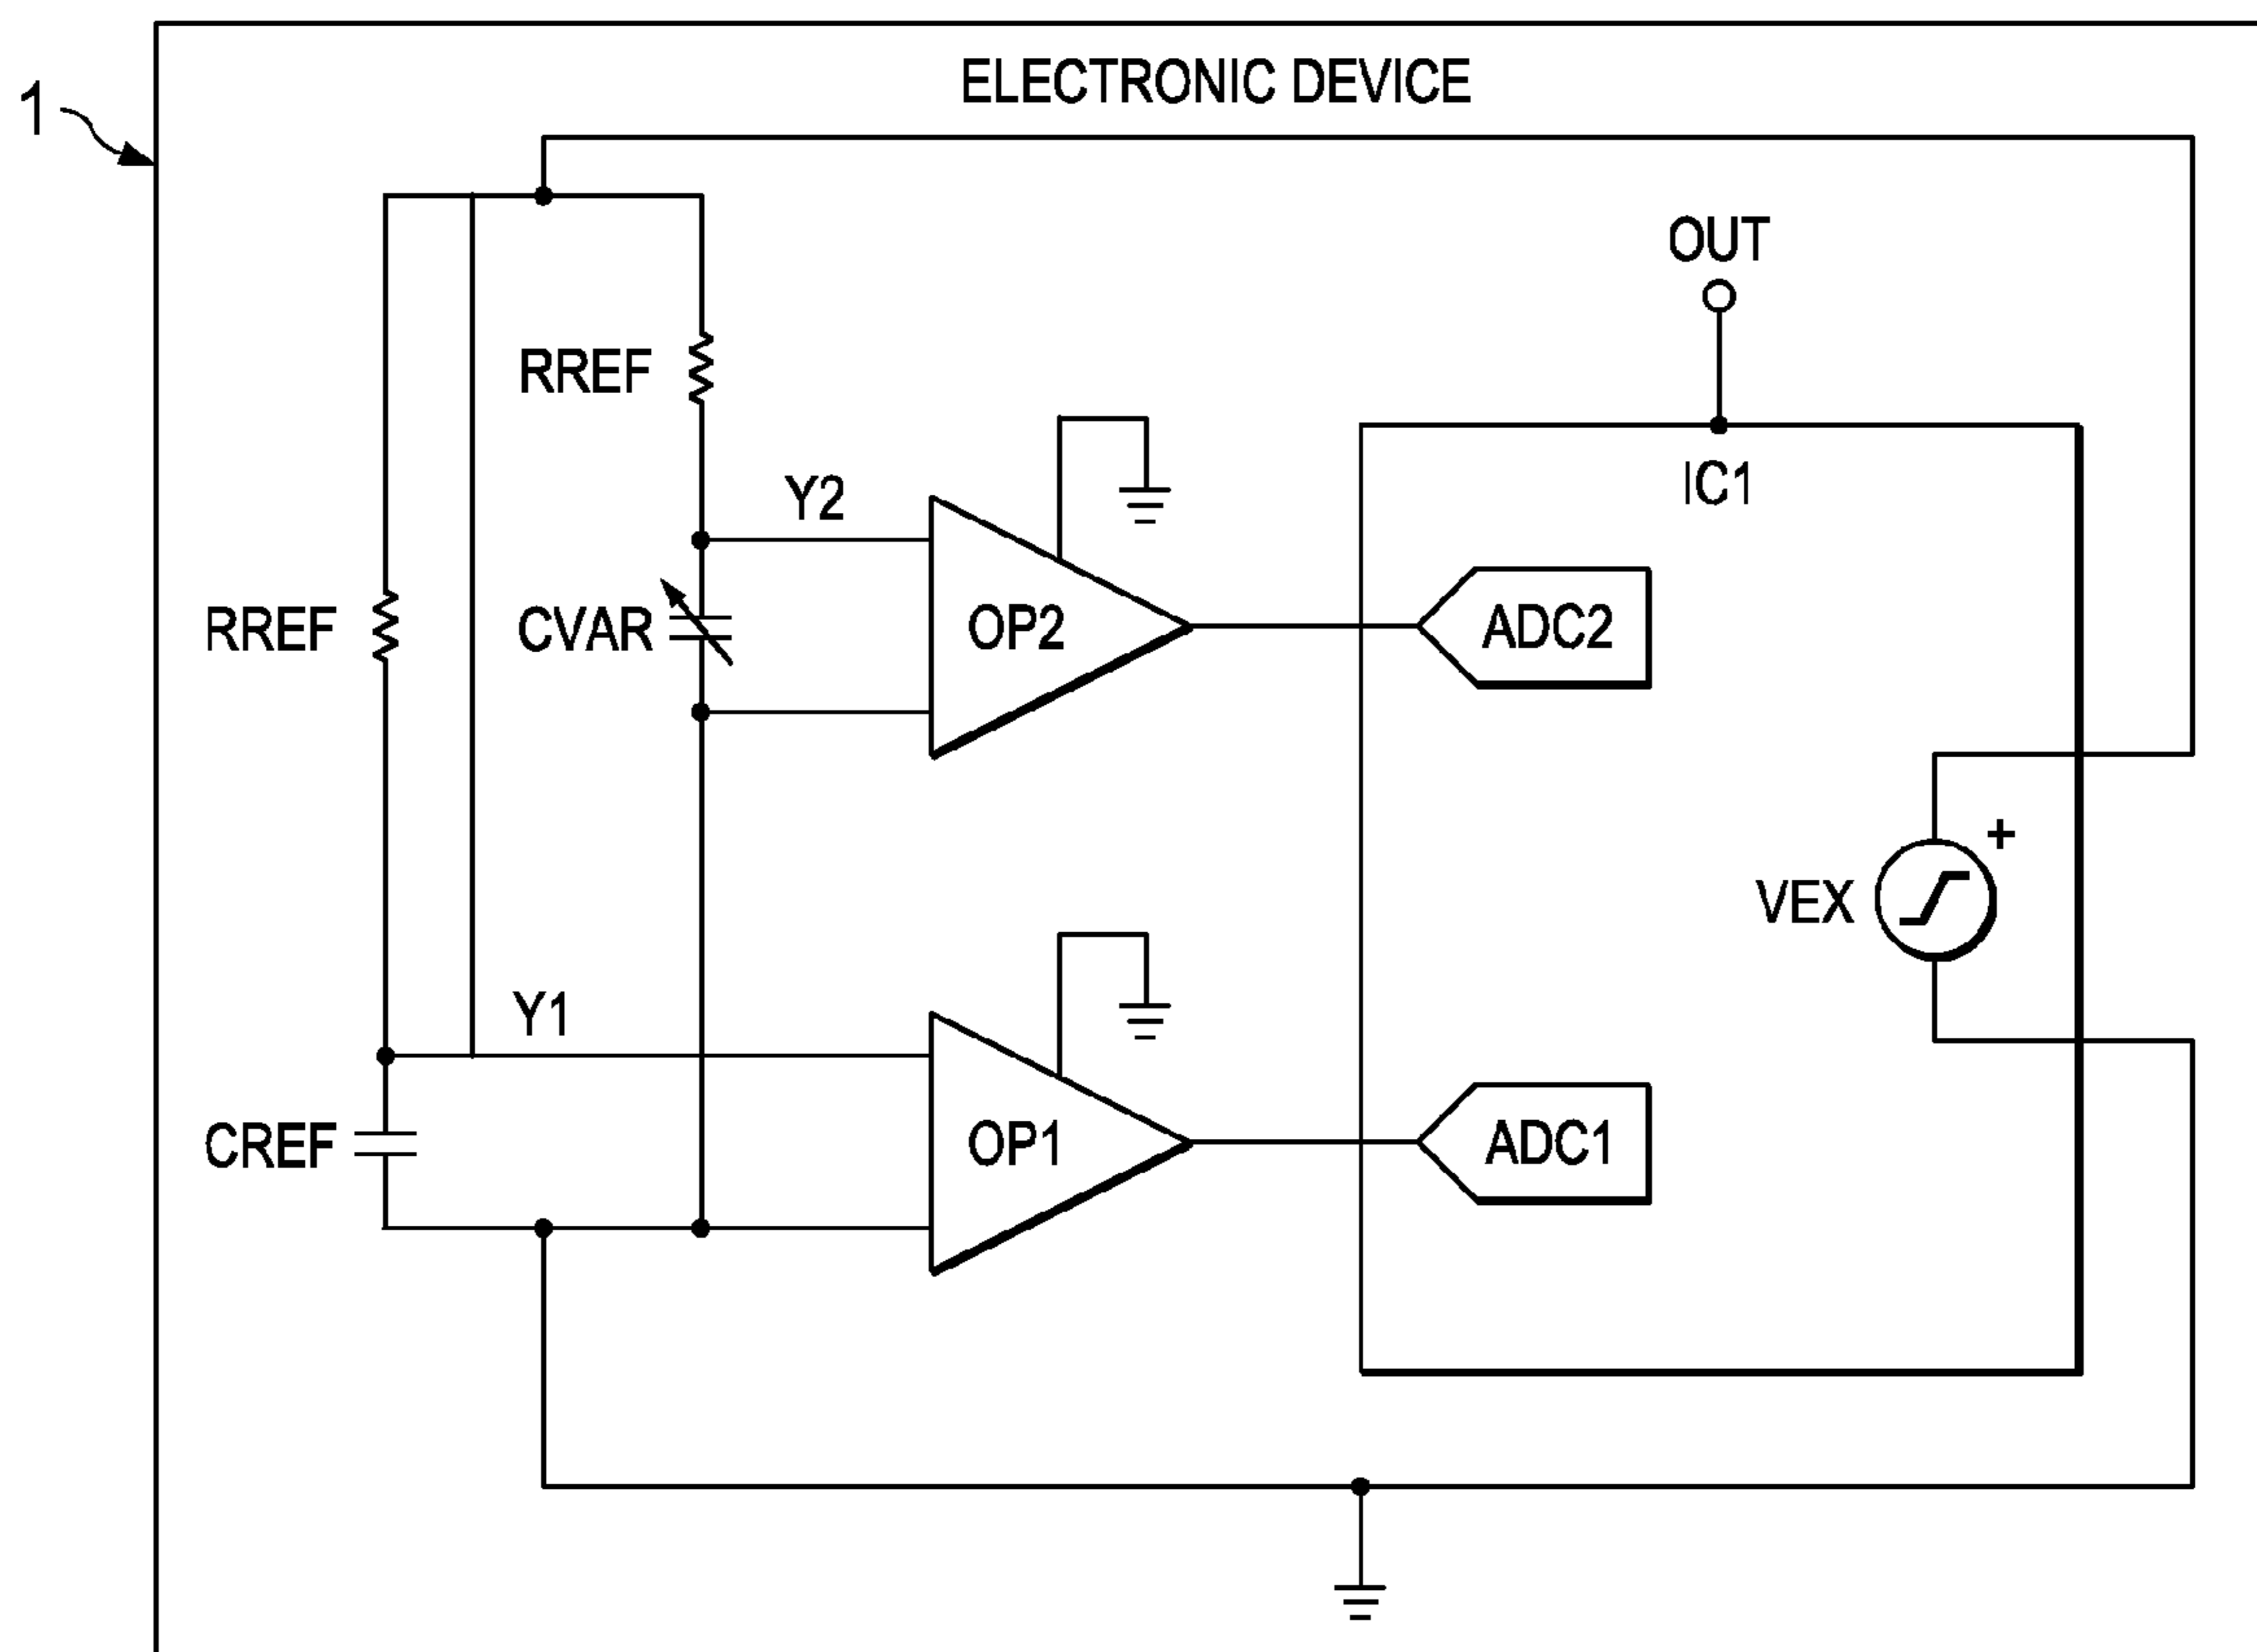 ELECTRONIC DEVICE
1
OUT
RREF
IC1
Y2
RREF
CVAR
OP2
ADC2
+
VEX
Y1
CREF
OP1
ADC1